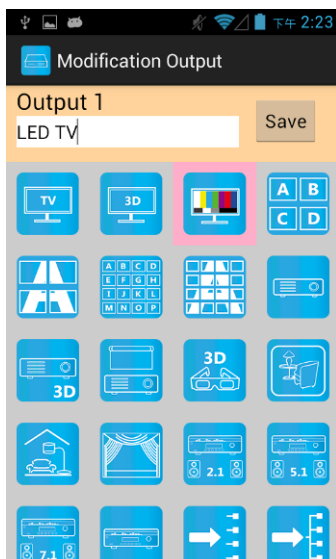 下午 2:23
Modification Output
Output 1
LED TV
Save
TV
3D
A B
C D
A B C D
E F G H
I J K L
M N O P
3D
3D
2.1
5.1
7.1